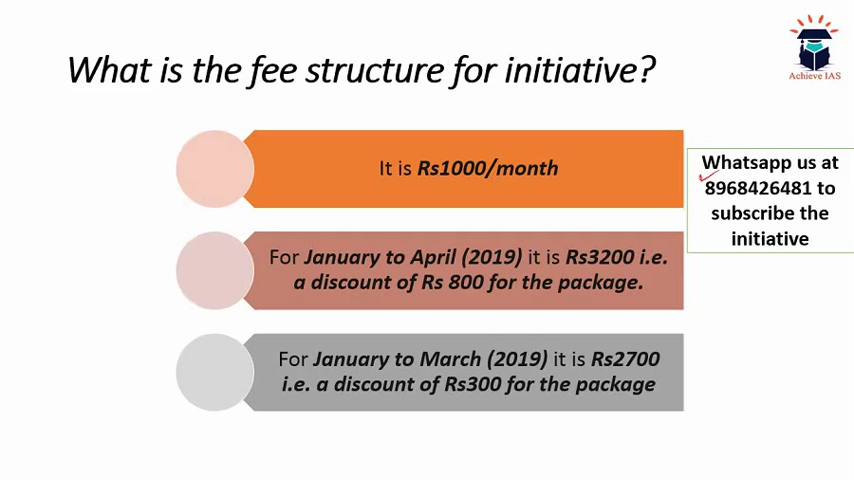 What is the fee structure for initiative?
Achieve IAS
It is Rs1000/month
Whatsapp us at
8968426481 to
subscribe the
initiative
For January to April (2019) it is Rs3200 i.e.
a discount of Rs 800 for the package.
For January to March (2019) it is Rs2700
i.e. a discount of Rs300 for the package